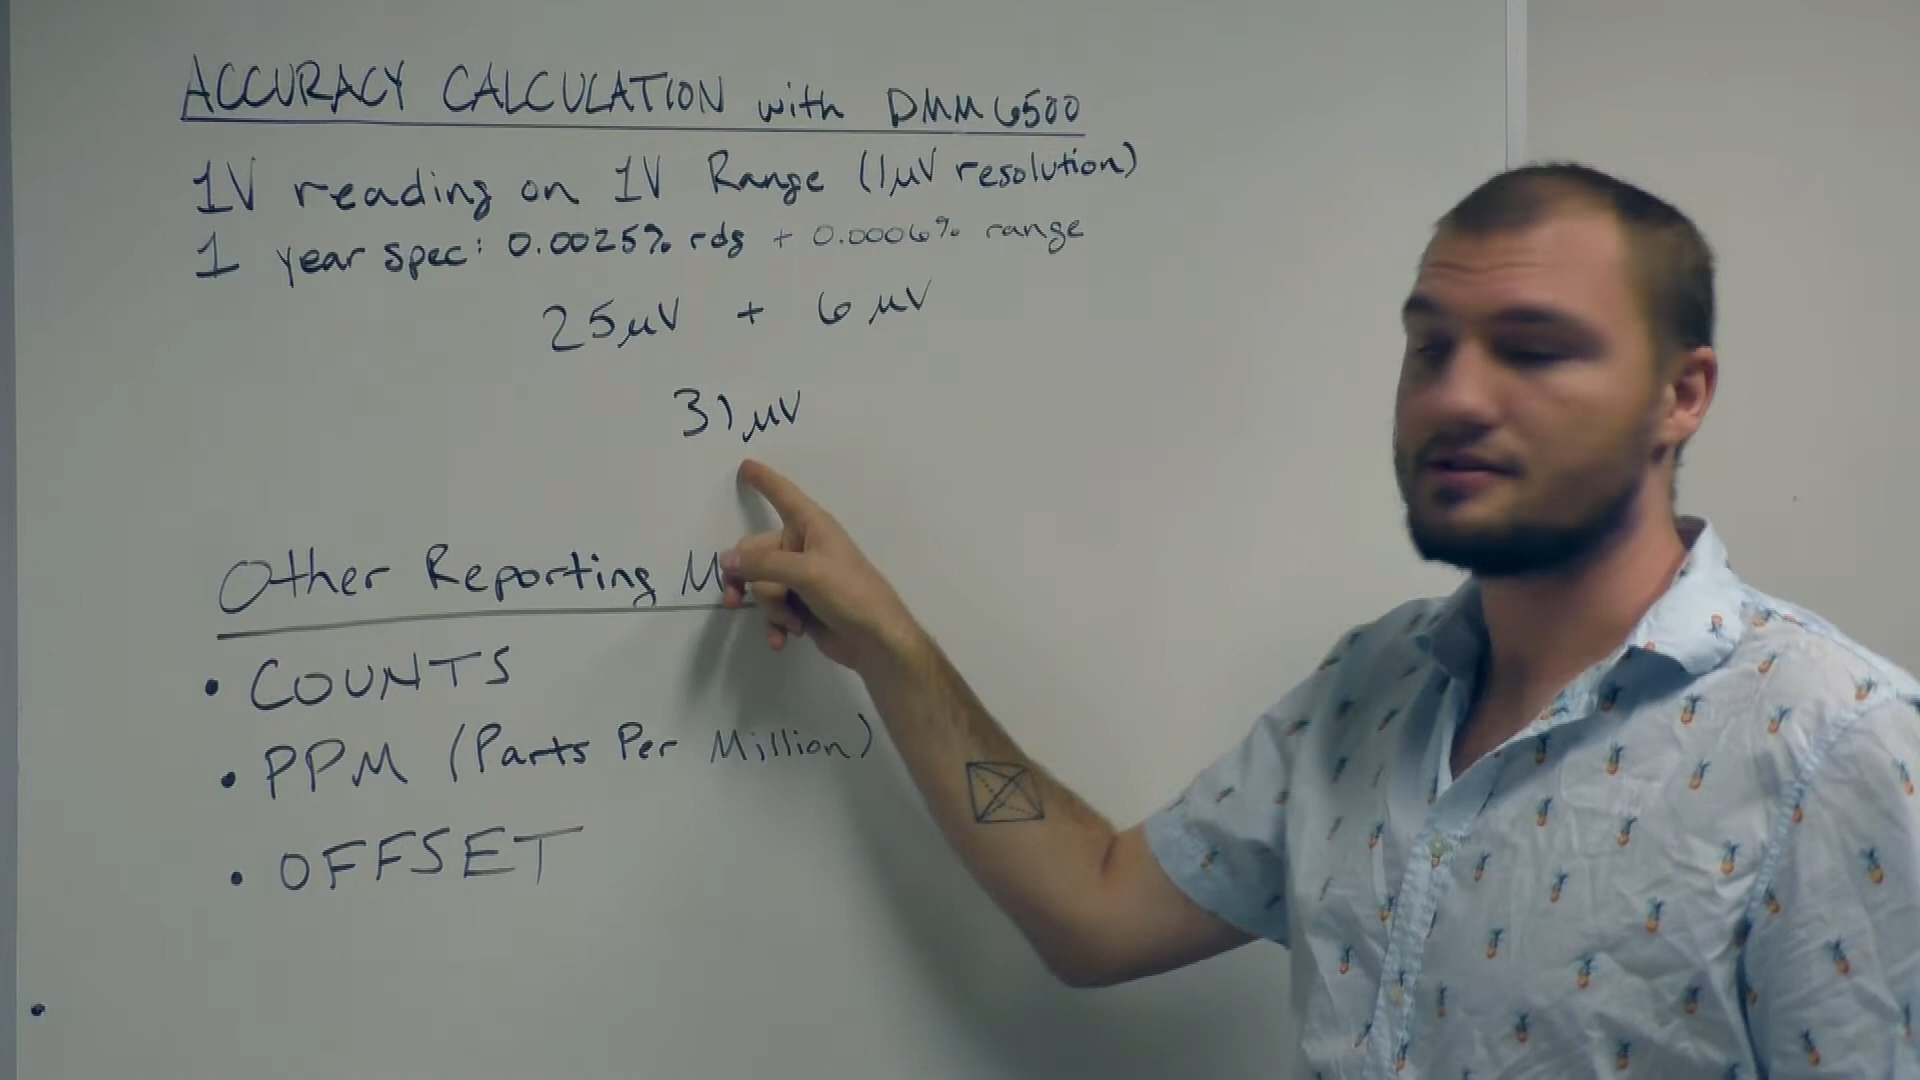 ACCURACY CALCULATION with DMM6500
1V reading on 1V Range (1µV resolution)
1 year spec: 0.0025% rdg + 0.0006% range
25µV + 6µV
31µV
Other Reporting
• COUNTS
• PPM (Parts Per Million)
• OFFSET